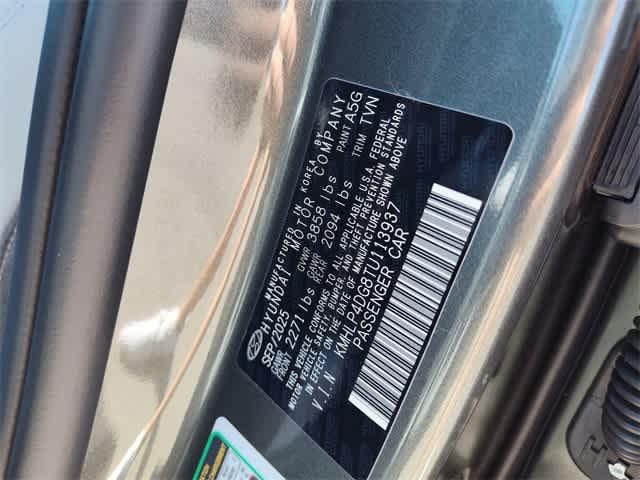 MANUFACTURED IN KOREA BY
HYUNDAI MOTOR COMPANY
SEP/2025 GVWR 3858 lbs PAINT A5G
GAWR FRONT 2271 lbs GAWR REAR 2094 lbs TRIM TVN
THIS VEHICLE CONFORMS TO ALL APPLICABLE U.S.A. FEDERAL
MOTOR VEHICLE SAFETY, BUMPER, AND THEFT PREVENTION STANDARDS
IN EFFECT ON THE DATE OF MANUFACTURE SHOWN ABOVE
V.I.N KMHLP4DG8TU113937
PASSENGER CAR